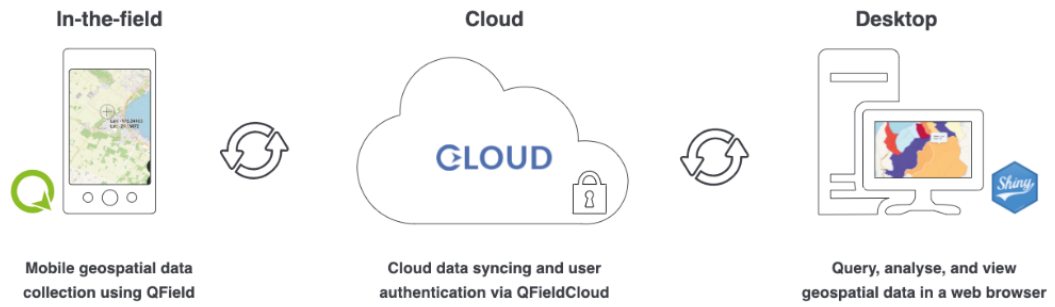 In-the-field
Cloud
Desktop
CLOUD
Shiny
Mobile geospatial data
collection using QField
Cloud data syncing and user
authentication via QFieldCloud
Query, analyse, and view
geospatial data in a web browser